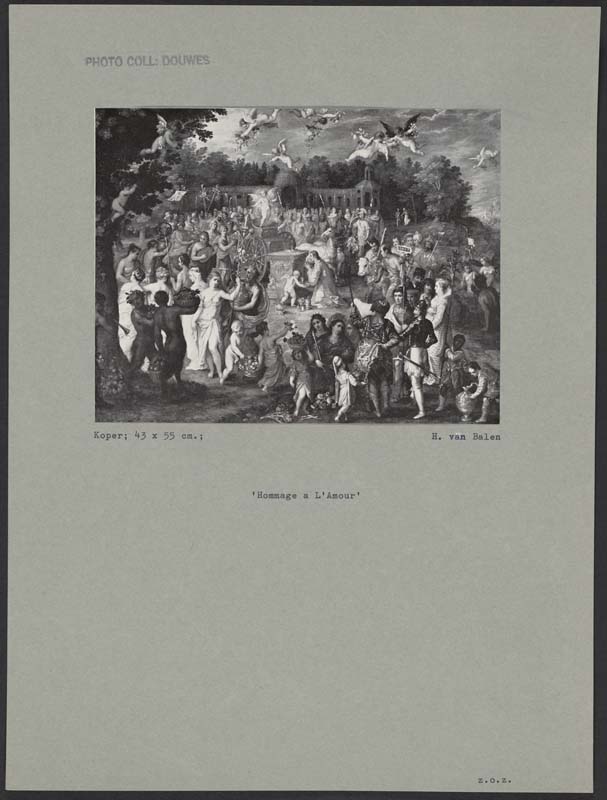 PHOTO COLL: DOUWES
Koper; 43 x 55 cm.;
H. van Balen
'Hommage a L'Amour'
z.o.z.